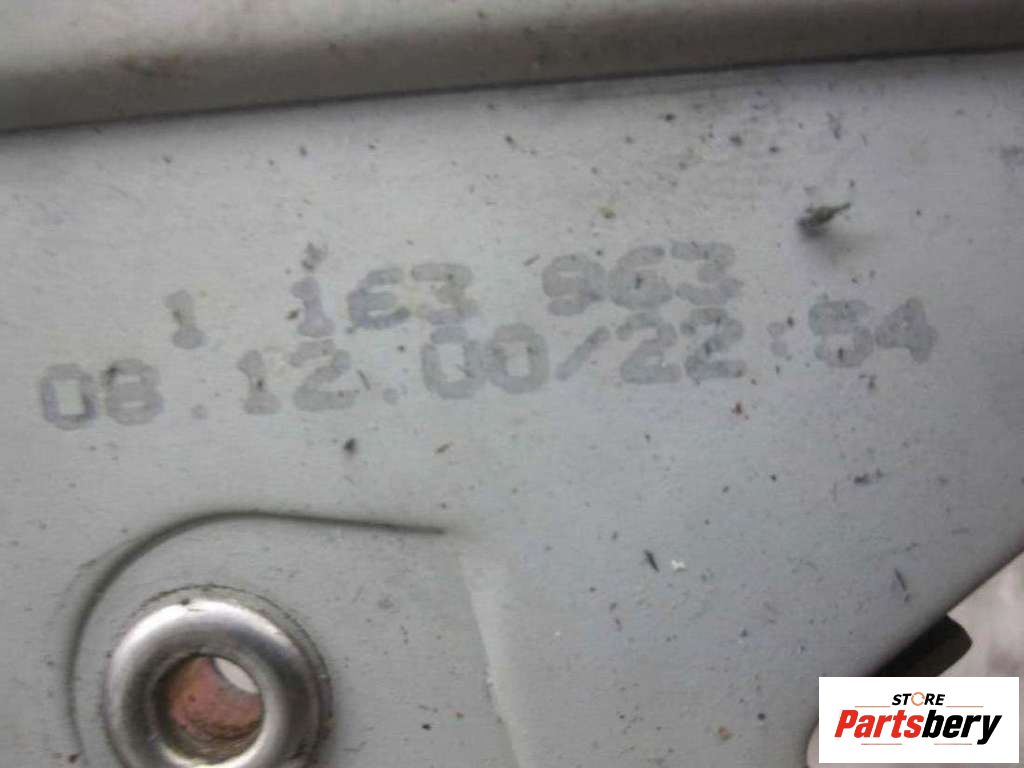 1 163 963
08.12.00/22:54
STORE
Partsbery